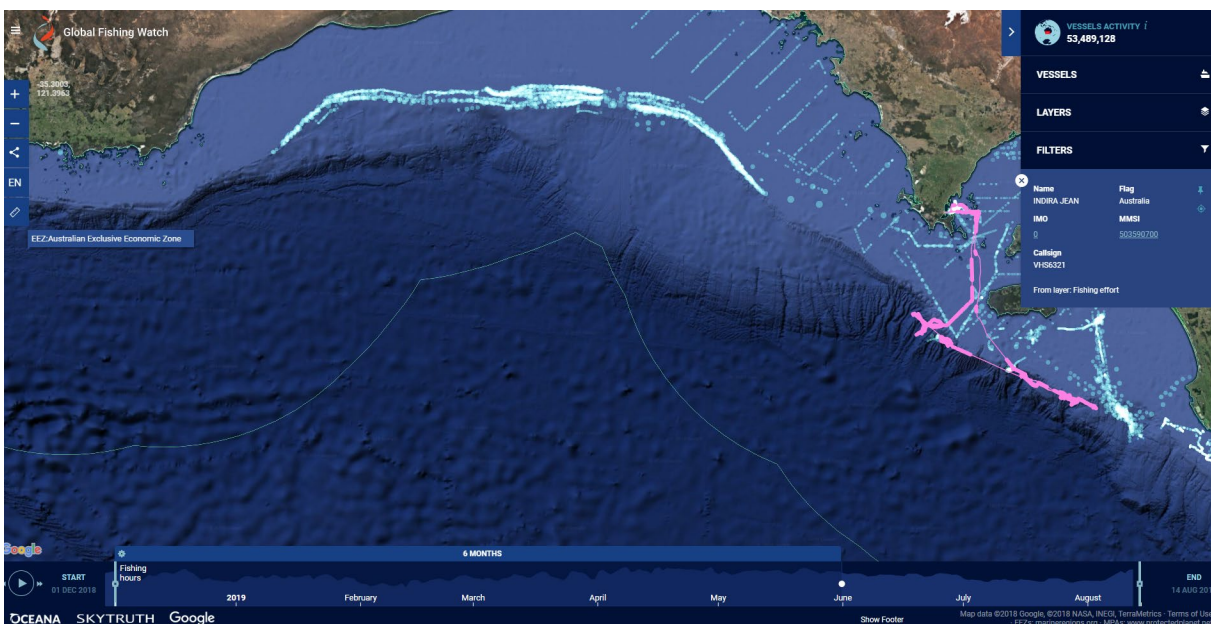 Global Fishing Watch
-35.3003,
121.3963
EN
EEZ:Australian Exclusive Economic Zone
VESSELS ACTIVITY i
53,489,128
VESSELS
LAYERS
FILTERS
Name Flag
INDIRA JEAN Australia
IMO MMSI
0 503590700
Callsign
VHS6321
From layer: Fishing effort
Google
6 MONTHS
Fishing
hours
START
01 DEC 2018
END
14 AUG 201
2019 February March April May June July August
OCEANA SKYTRUTH Google
Show Footer
Map data ©2018 Google, ©2018 NASA, INEGI, TerraMetrics - Terms of Use
- EEZs: marineregions.org - MPAs: www.protectedplanet.net